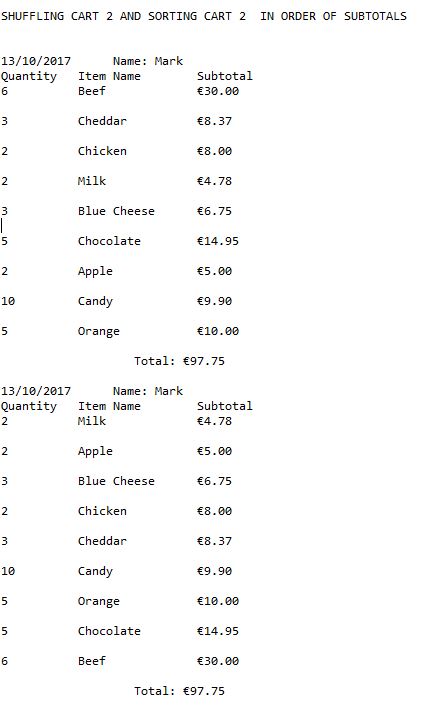 SHUFFLING CART 2 AND SORTING CART 2  IN ORDER OF SUBTOTALS
13/10/2017      Name: Mark
Quantity   Item Name        Subtotal
6          Beef             €30.00
3          Cheddar          €8.37
2          Chicken          €8.00
2          Milk             €4.78
3          Blue Cheese      €6.75
5          Chocolate        €14.95
2          Apple            €5.00
10         Candy            €9.90
5          Orange           €10.00
Total: €97.75
13/10/2017      Name: Mark
Quantity   Item Name        Subtotal
2          Milk             €4.78
2          Apple            €5.00
3          Blue Cheese      €6.75
2          Chicken          €8.00
3          Cheddar          €8.37
10         Candy            €9.90
5          Orange           €10.00
5          Chocolate        €14.95
6          Beef             €30.00
Total: €97.75